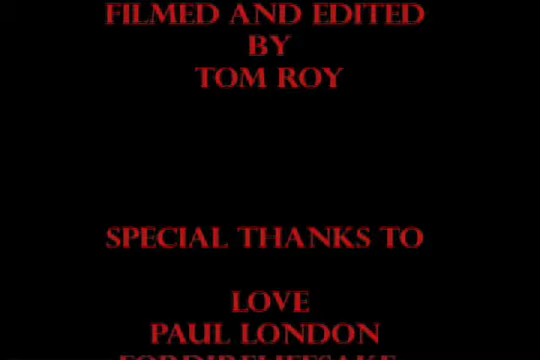 FILMED AND EDITED
BY
TOM ROY
SPECIAL THANKS TO
LOVE
PAUL LONDON